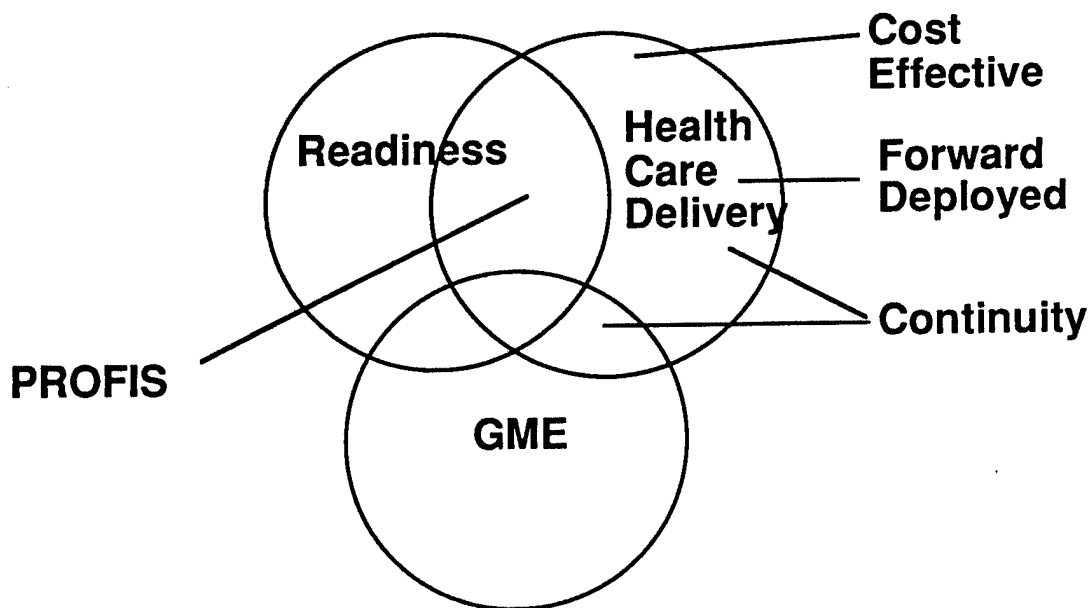 Cost
Effective
Readiness
Health
Care
Delivery
Forward
Deployed
Continuity
PROFIS
GME